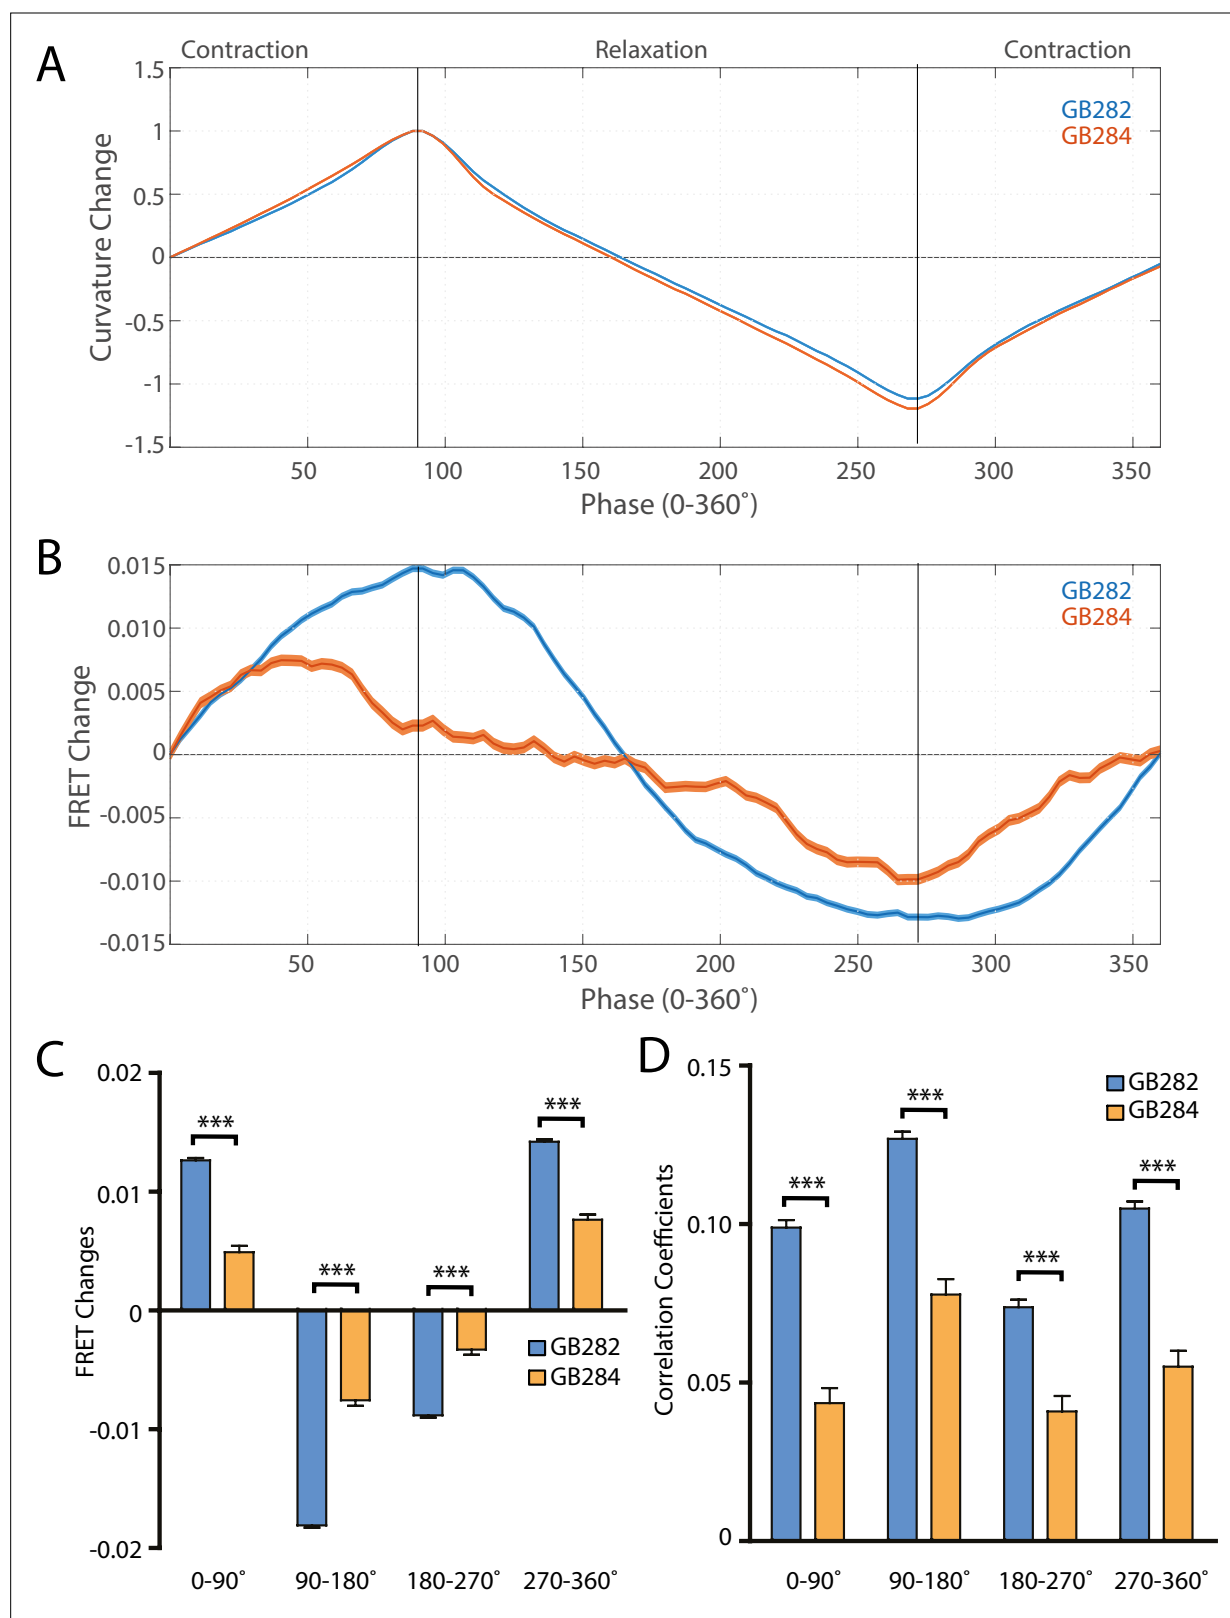 A
Contraction Relaxation Contraction
1.5
1
0.5
0
-0.5
-1
-1.5
Curvature Change
GB282
GB284
50 100 150 200 250 300 350
Phase (0-360˚)
B
0.015
0.010
0.005
0
-0.005
-0.010
-0.015
FRET Change
GB282
GB284
50 100 150 200 250 300 350
Phase (0-360˚)
C
0.02
0.01
0
-0.01
-0.02
FRET Changes
*** *** *** ***
GB282
GB284
0-90˚ 90-180˚ 180-270˚ 270-360˚
D
0.15
0.10
0.05
0
Correlation Coefficients
GB282
GB284
*** *** *** ***
0-90˚ 90-180˚ 180-270˚ 270-360˚